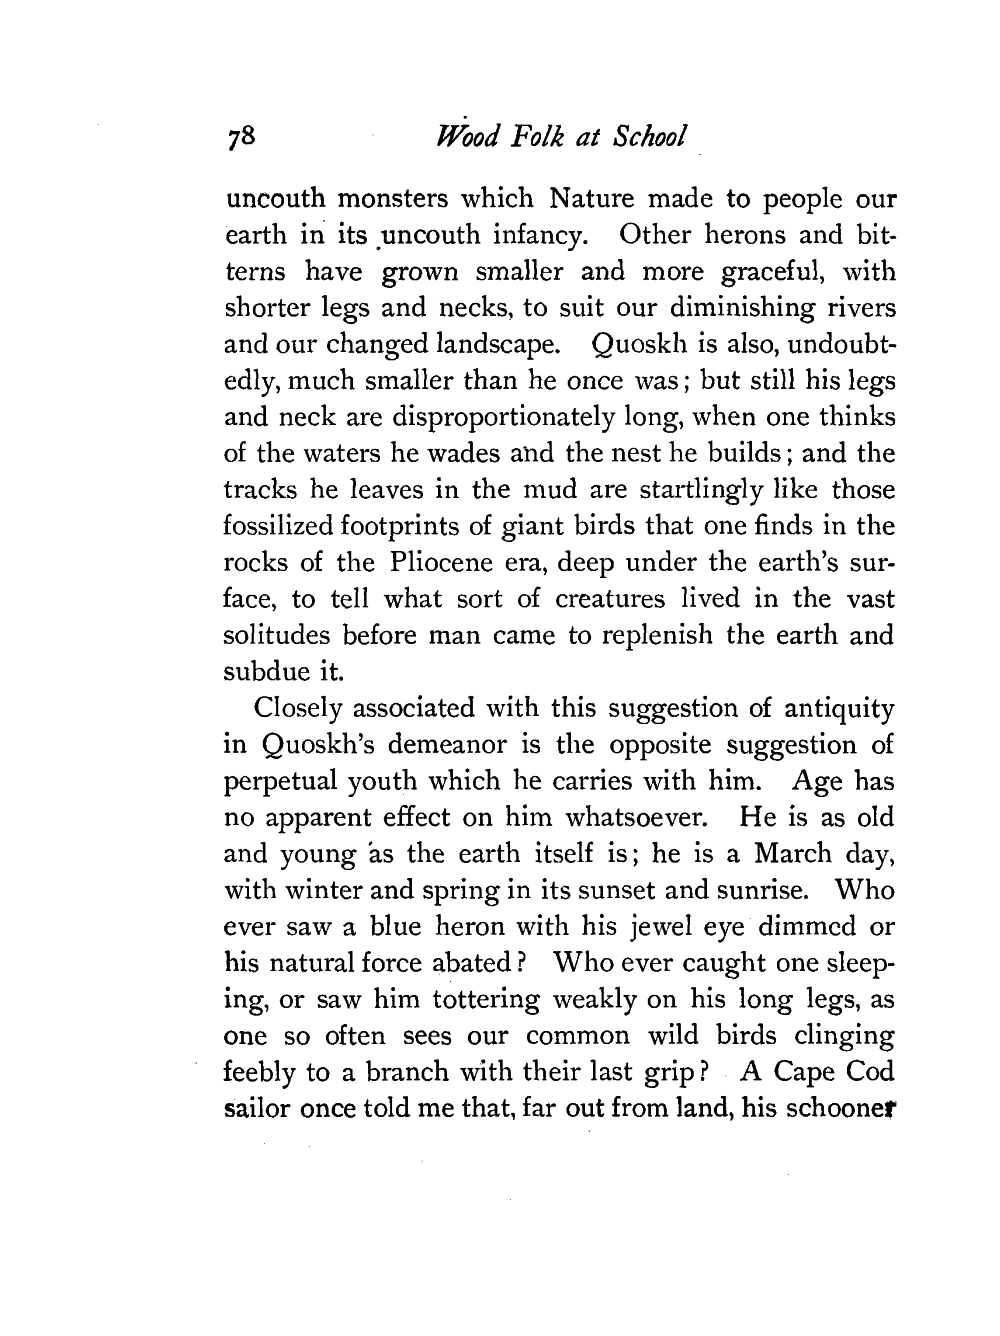 78 Wood Folk at School
uncouth monsters which Nature made to people our
earth in its uncouth infancy. Other herons and bit-
terns have grown smaller and more graceful, with
shorter legs and necks, to suit our diminishing rivers
and our changed landscape. Quoskh is also, undoubt-
edly, much smaller than he once was; but still his legs
and neck are disproportionately long, when one thinks
of the waters he wades and the nest he builds; and the
tracks he leaves in the mud are startlingly like those
fossilized footprints of giant birds that one finds in the
rocks of the Pliocene era, deep under the earth's sur-
face, to tell what sort of creatures lived in the vast
solitudes before man came to replenish the earth and
subdue it.
Closely associated with this suggestion of antiquity
in Quoskh's demeanor is the opposite suggestion of
perpetual youth which he carries with him. Age has
no apparent effect on him whatsoever. He is as old
and young as the earth itself is; he is a March day,
with winter and spring in its sunset and sunrise. Who
ever saw a blue heron with his jewel eye dimmed or
his natural force abated? Who ever caught one sleep-
ing, or saw him tottering weakly on his long legs, as
one so often sees our common wild birds clinging
feebly to a branch with their last grip? A Cape Cod
sailor once told me that, far out from land, his schooner